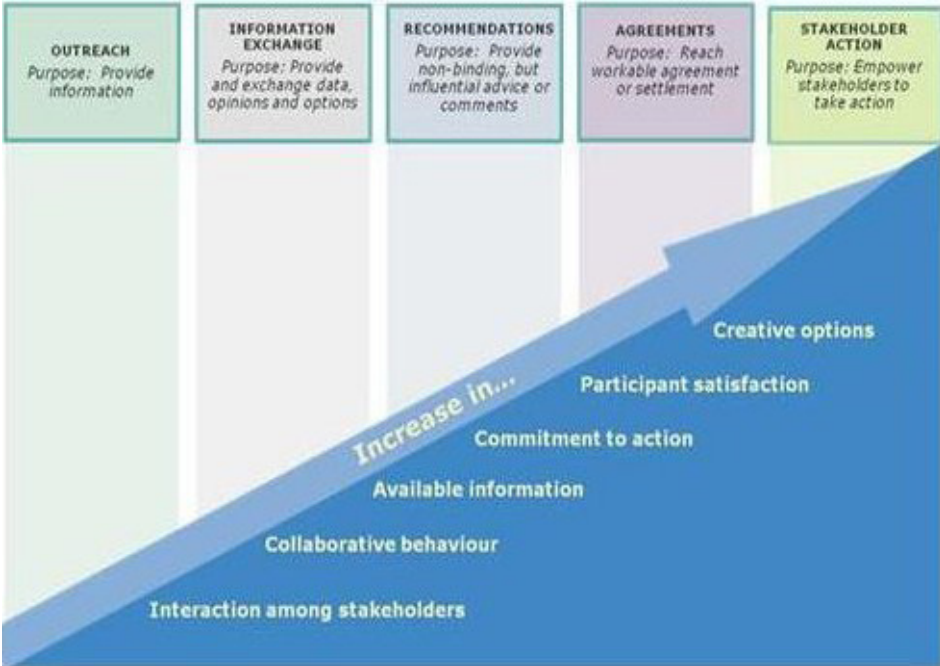 OUTREACH
Purpose: Provide
information
INFORMATION
EXCHANGE
Purpose: Provide
and exchange data,
opinions and options
RECOMMENDATIONS
Purpose: Provide
non-binding, but
influential advice or
comments
AGREEMENTS
Purpose: Reach
workable agreement
or settlement
STAKEHOLDER
ACTION
Purpose: Empower
stakeholders to
take action
Increase in...
Creative options
Participant satisfaction
Commitment to action
Available information
Collaborative behaviour
Interaction among stakeholders